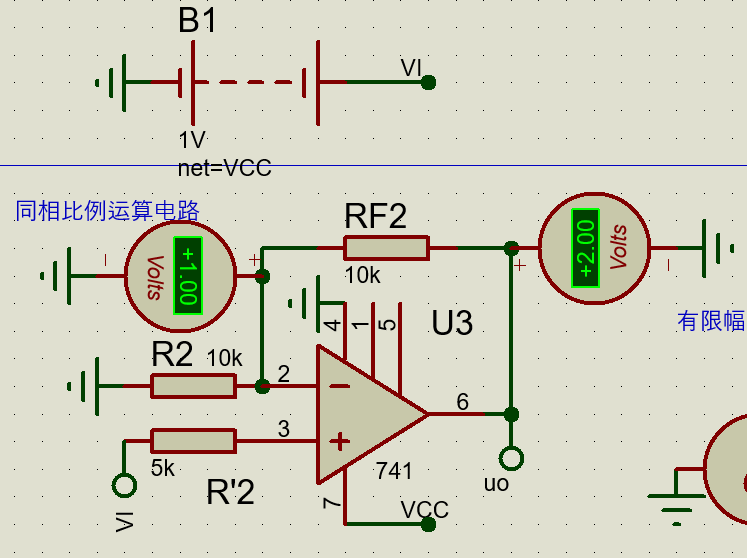 B1
VI
1V
net=VCC
同相比例运算电路
RF2
10k
+1.00
Volts
+2.00
Volts
有限幅
R2
10k
2
4
1
5
U3
3
6
5k
R'2
741
uo
7
VCC
VI